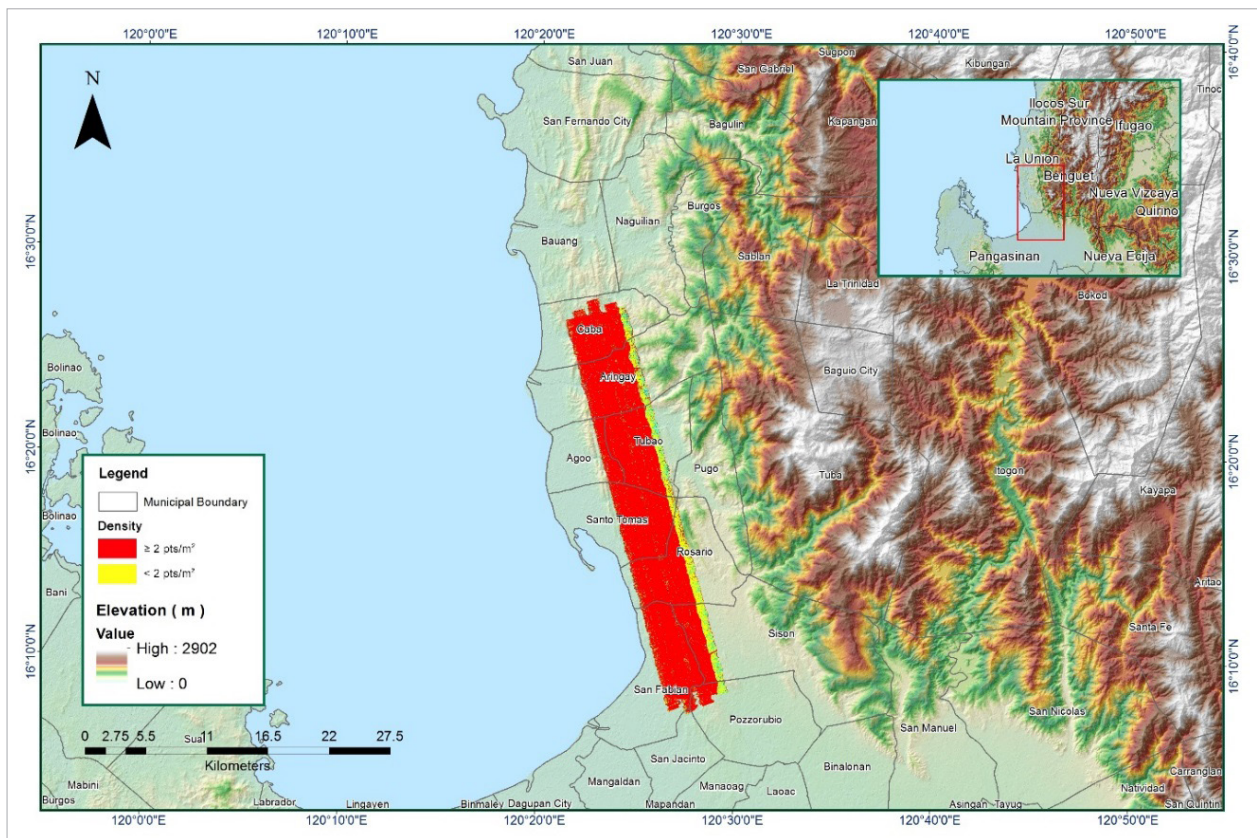 120°0'0"E
120°10'0"E
120°20'0"E
120°30'0"E
120°40'0"E
120°50'0"E
16°40'0"N
16°30'0"N
16°20'0"N
16°10'0"N
16°30'0"N
16°20'0"N
16°10'0"N
N
San Juan
San Gabriel
Sugpon
Kibungan
Tinoc
San Fernando City
Bagulin
Kapangan
Naguilian
Burgos
Bauang
Sablan
La Trinidad
Bokod
Ilocos Sur
Mountain Province
Ifugao
La Union
Benguet
Nueva Vizcaya
Quirino
Pangasinan
Nueva Ecija
Caba
Bolinao
Aringay
Baguio City
Bolinao
Tubao
Agoo
Pugo
Tuba
Itogon
Kayapa
Bolinao
Santo Tomas
Rosario
Bani
Aritao
Sison
Santa Fe
San Fabian
Pozzorubio
San Nicolas
San Manuel
Sual
San Jacinto
Binalonan
Mabini
Mangaldan
Manaoag
Laoac
Carranglan
Natividad
Burgos
Labrador
Lingayen
Binmaley
Dagupan City
Mapandan
Asingan
Tayug
San Quintin
Legend
Municipal Boundary
Density
≥ 2 pts/m²
< 2 pts/m²
Elevation ( m )
Value
High : 2902
Low : 0
0 2.75 5.5 11 16.5 22 27.5
Kilometers
120°0'0"E
120°10'0"E
120°20'0"E
120°30'0"E
120°40'0"E
120°50'0"E